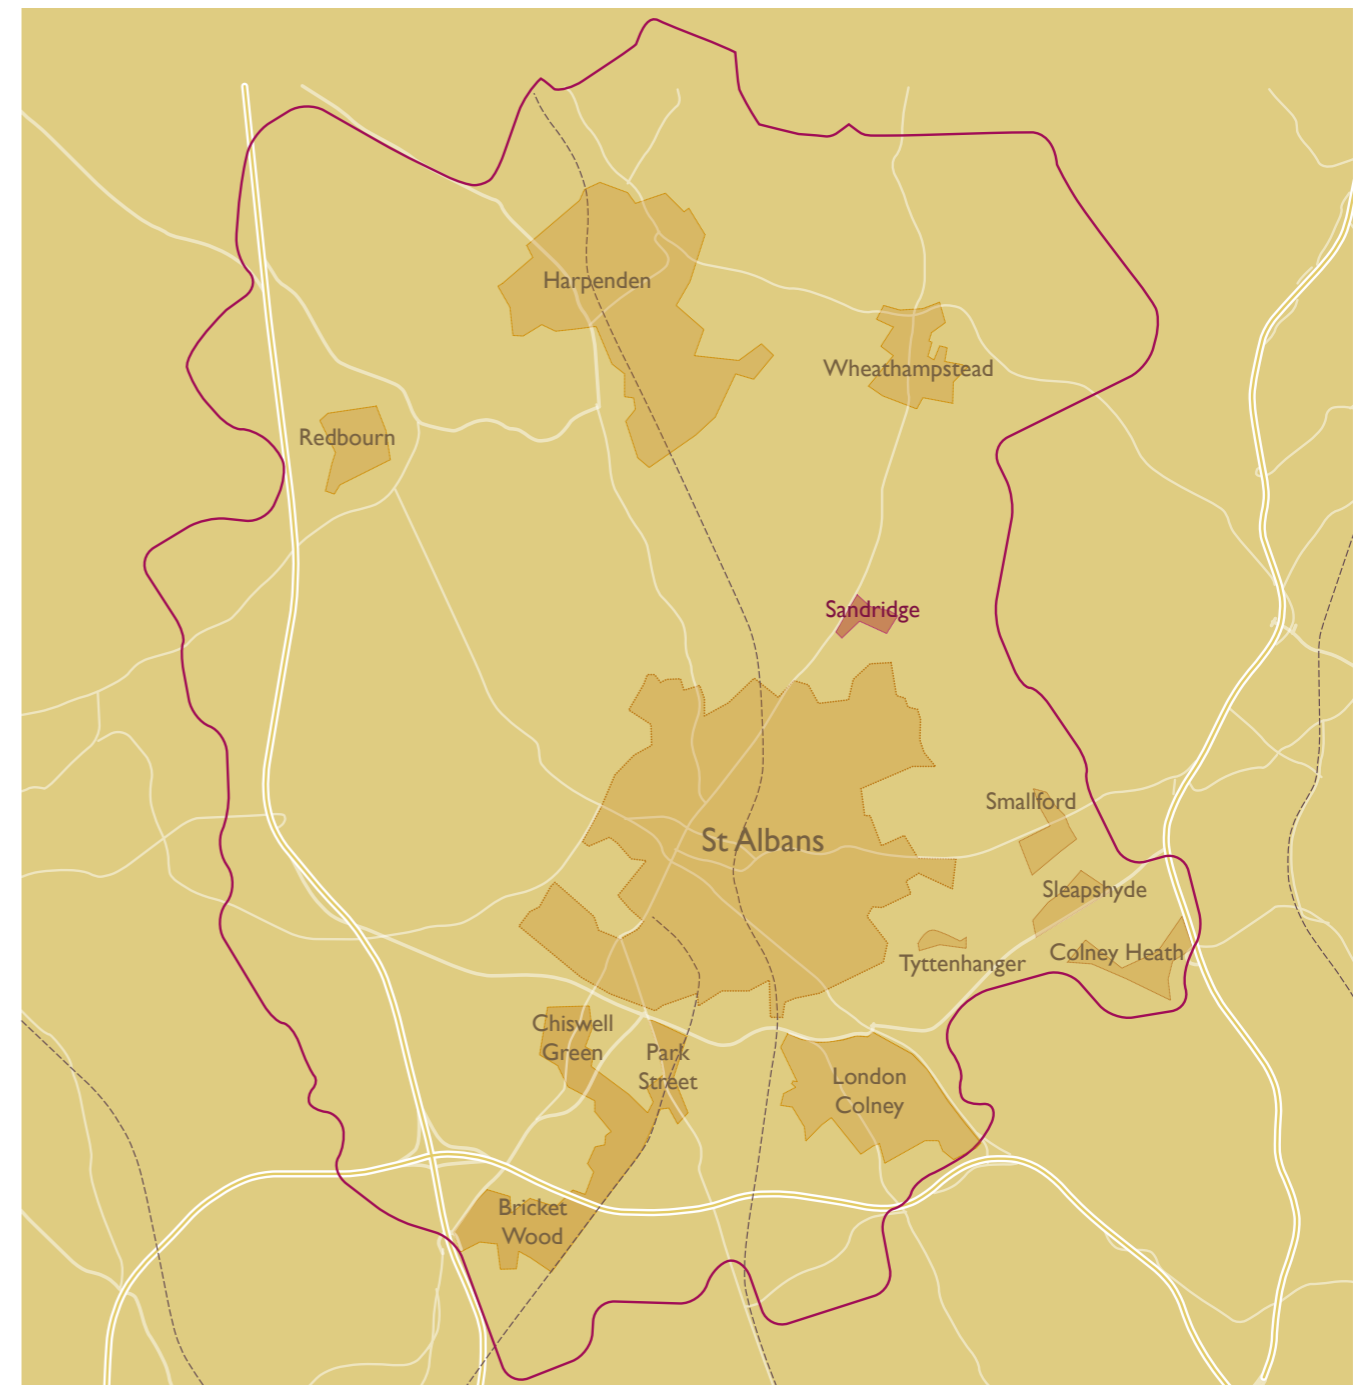 Harpenden
Wheathampstead
Redbourn
Sandridge
Smallford
St Albans
Sleapshyde
Colney Heath
Tyttenhanger
Chiswell
Green
Park
Street
London
Colney
Bricket
Wood